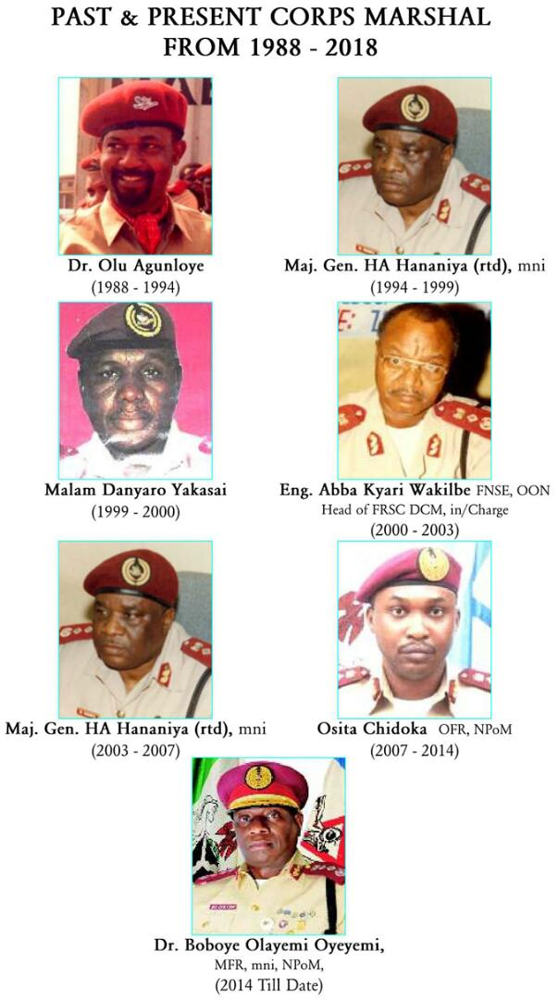 PAST & PRESENT CORPS MARSHAL
FROM 1988 - 2018
Dr. Olu Agunloye
(1988 - 1994)
Maj. Gen. HA Hananiya (rtd), mni
(1994 - 1999)
E: 
Malam Danyaro Yakasai
(1999 - 2000)
Eng. Abba Kyari Wakilbe FNSE, OON
Head of FRSC DCM, in/Charge
(2000 - 2003)
Maj. Gen. HA Hananiya (rtd), mni
(2003 - 2007)
Osita Chidoka OFR, NPoM
(2007 - 2014)
Dr. Boboye Olayemi Oyeyemi,
MFR, mni, NPoM,
(2014 Till Date)